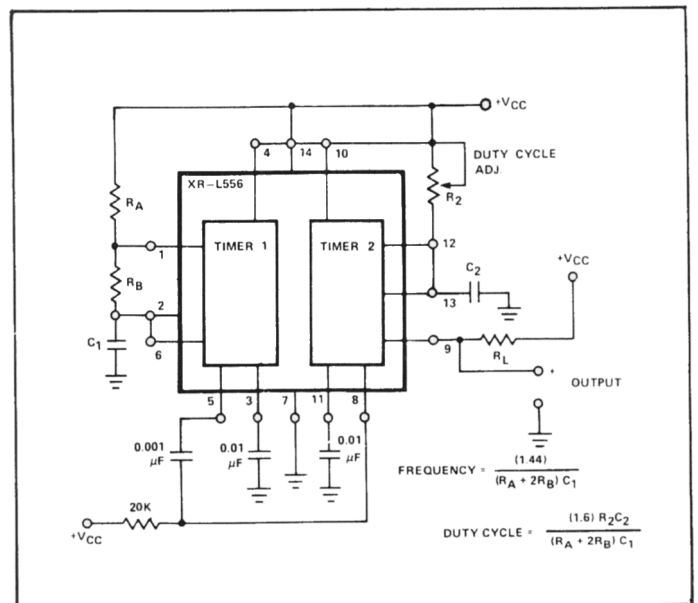 +VCC
4 14 10
DUTY CYCLE
ADJ.
XR-L556
RA
R2
TIMER 1
TIMER 2
1
12
RB
C2
+VCC
13
2
C1
6
9
RL
+
OUTPUT
5 3 7 11 8
0.001
µF
0.01
µF
0.01
µF
FREQUENCY = (1.44)
(RA + 2RB) C1
20K
+VCC
DUTY CYCLE = (1.6) R2C2
(RA + 2RB) C1